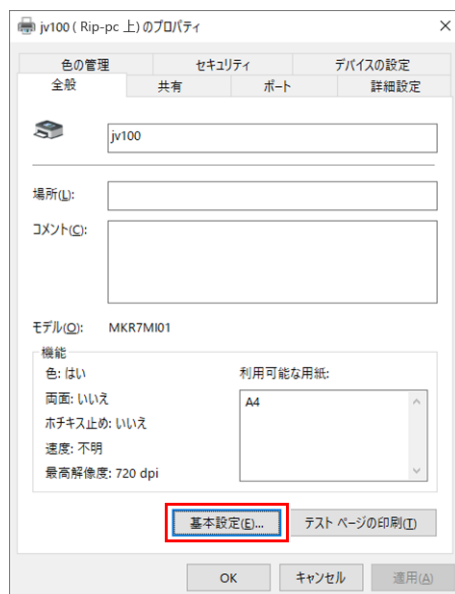 jv100 ( Rip-pc 上) のプロパティ
色の管理 セキュリティ デバイスの設定
全般 共有 ポート 詳細設定
jv100
場所(L):
コメント(C):
モデル(O): MKR7MI01
機能
色: はい 利用可能な用紙:
両面: いいえ A4
ホチキス止め: いいえ
速度: 不明
最高解像度: 720 dpi
基本設定(E)... テスト ページの印刷(T)
OK キャンセル 適用(A)